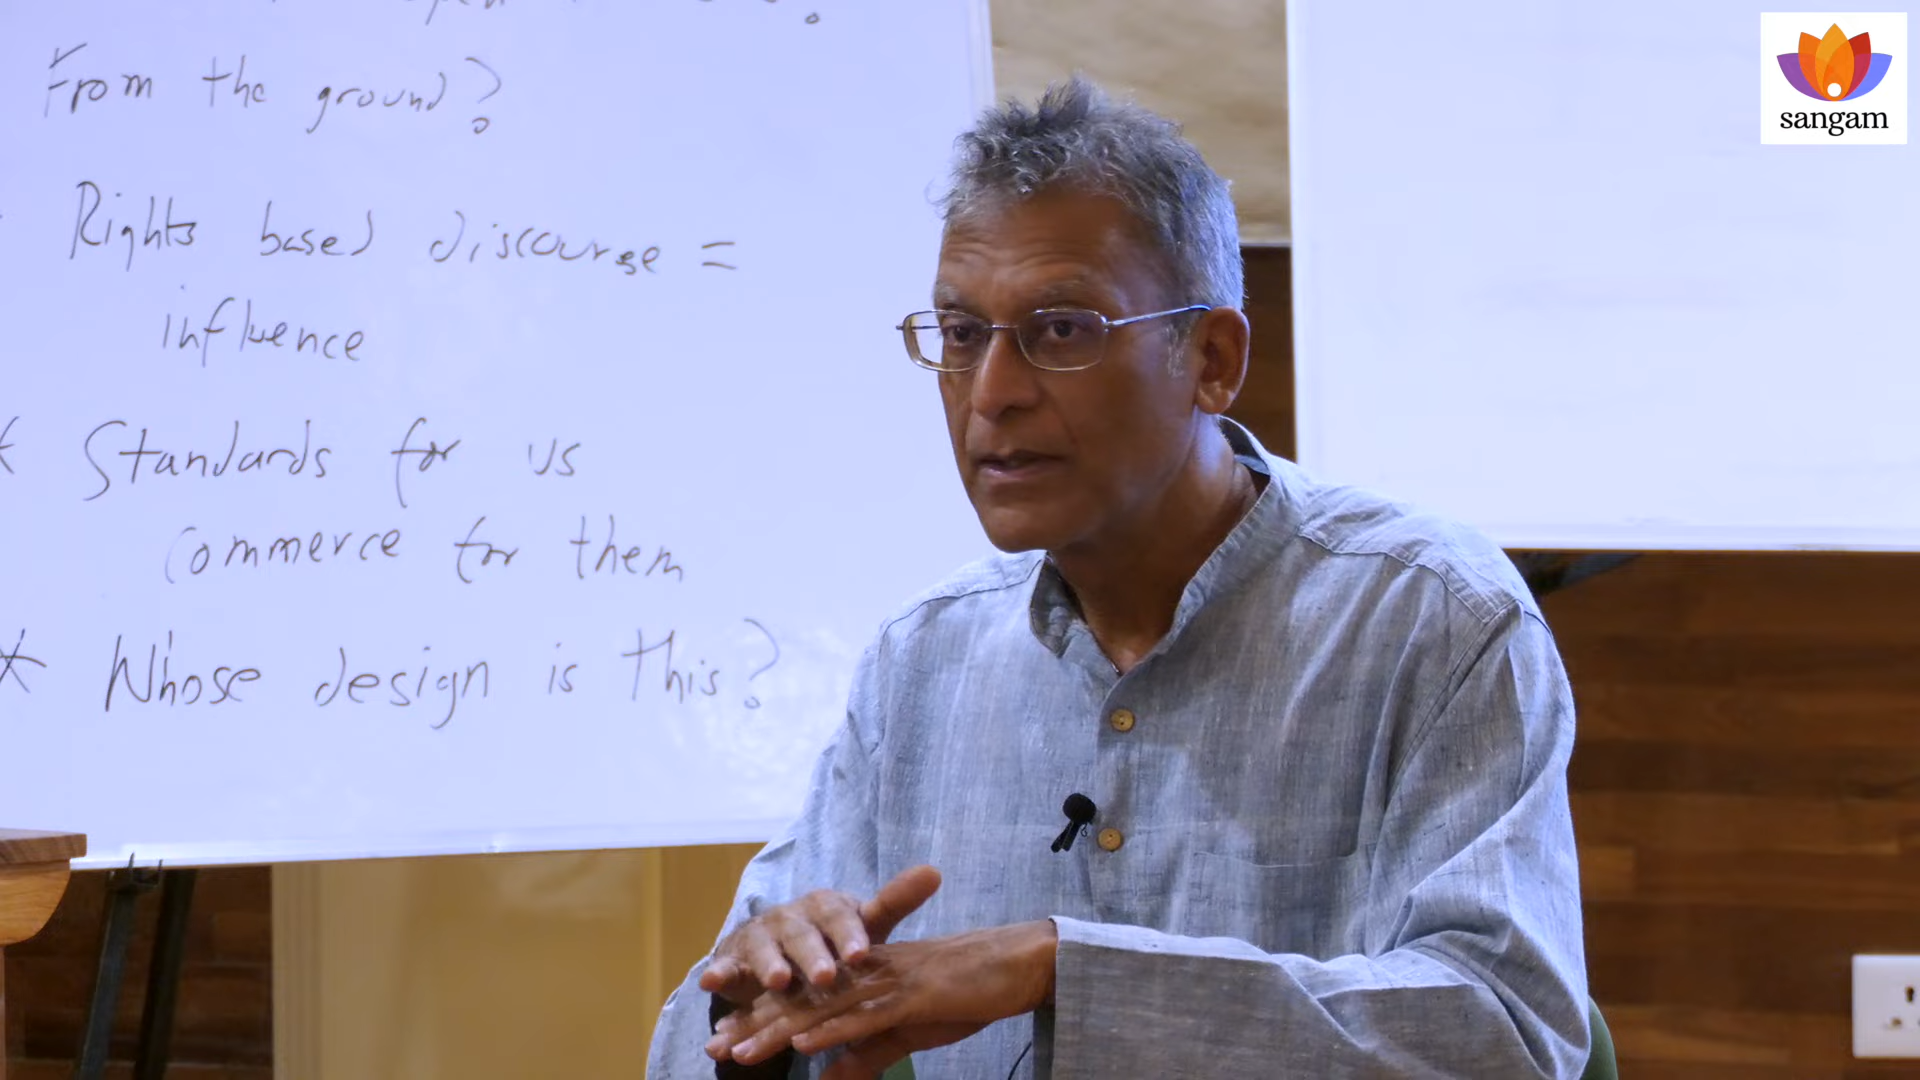 From the ground?
Rights based discourse =
influence
* Standards for us
commerce for them
* Whose design is this?
sangam